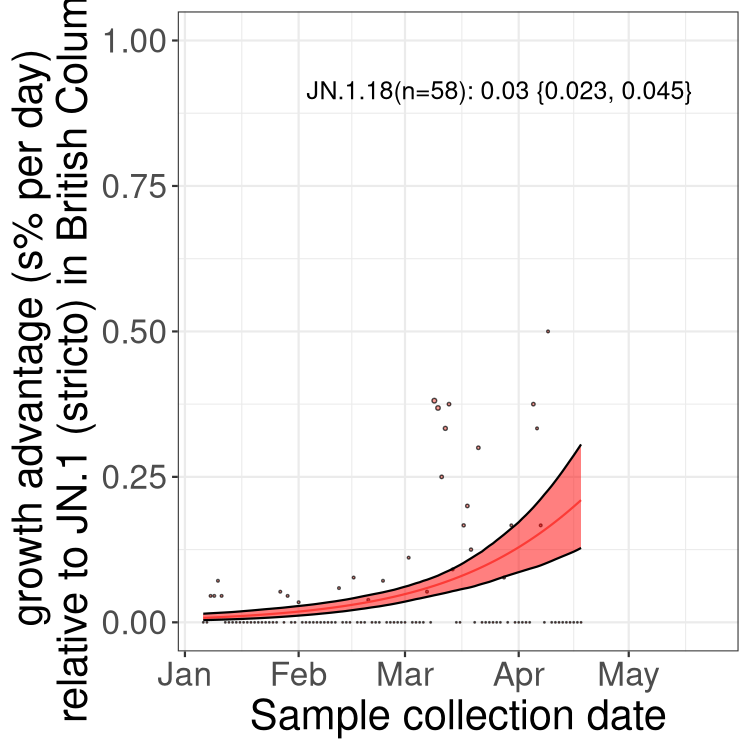 growth advantage (s% per day)
relative to JN.1 (stricto) in British Colum
1.00
0.75
0.50
0.25
0.00
JN.1.18(n=58): 0.03 {0.023, 0.045}
Jan Feb Mar Apr May
Sample collection date